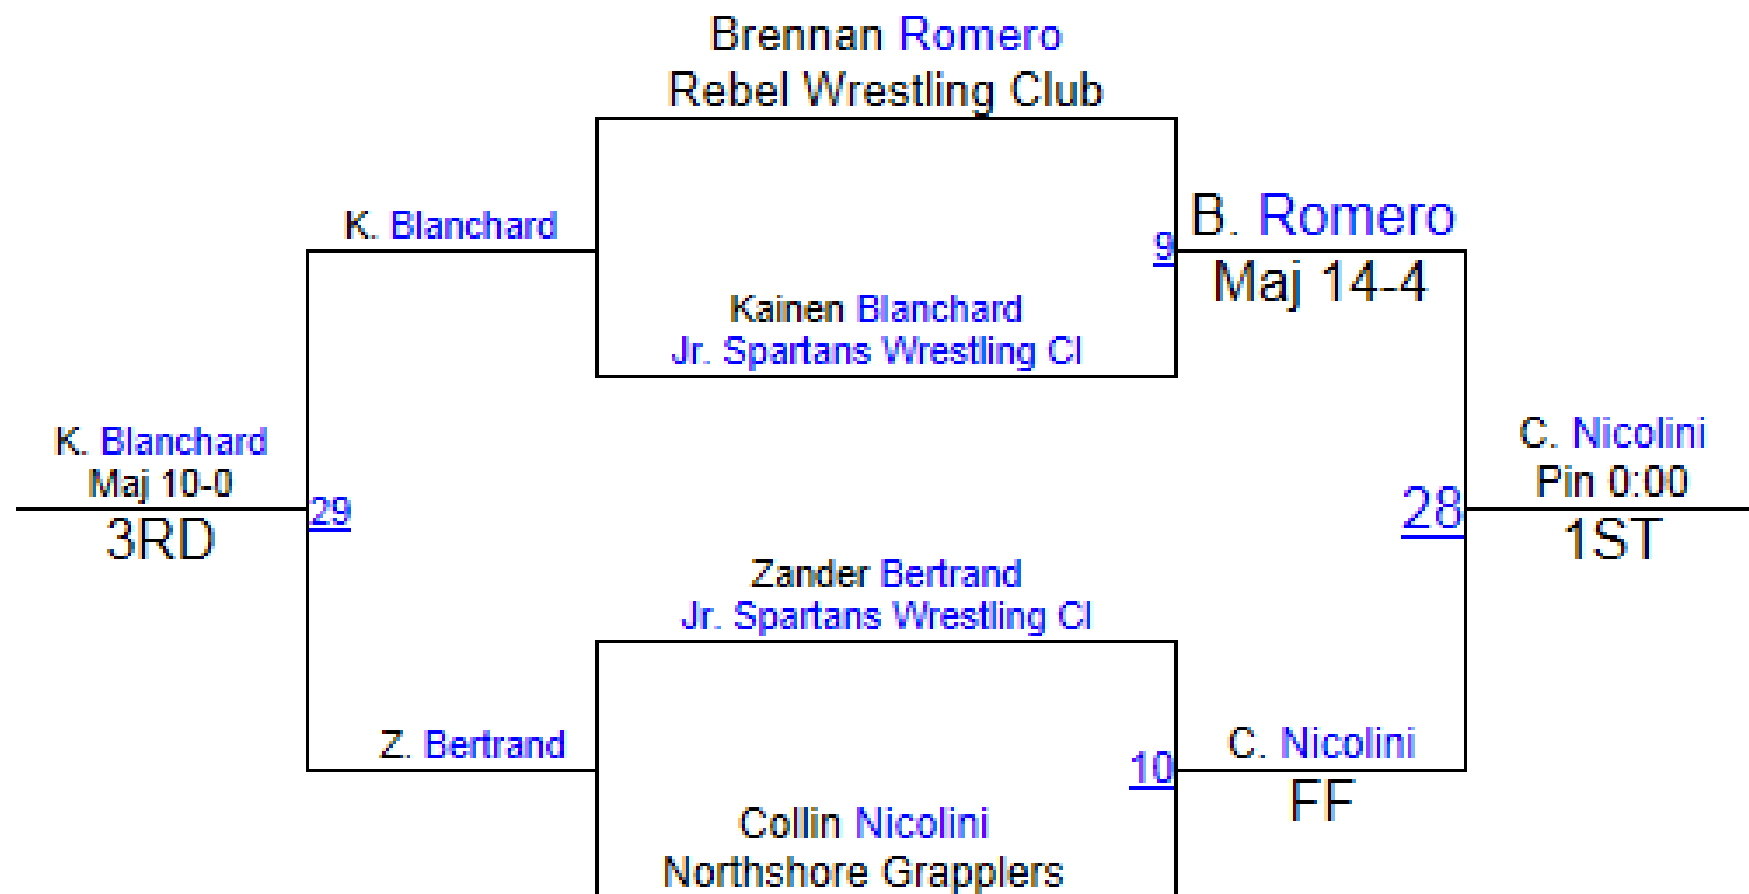 Brennan Romero
Rebel Wrestling Club
K. Blanchard
B. Romero
9
Maj 14-4
Kainen Blanchard
Jr. Spartans Wrestling Cl
K. Blanchard
Maj 10-0
3RD
29
C. Nicolini
Pin 0:00
28
1ST
Zander Bertrand
Jr. Spartans Wrestling Cl
Z. Bertrand
10
C. Nicolini
FF
Collin Nicolini
Northshore Grapplers